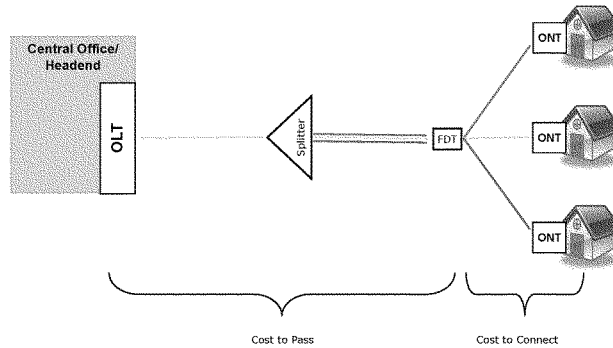 Central Office/
Headend
OLT
Splitter
FDT
ONT
ONT
ONT
Cost to Pass
Cost to Connect